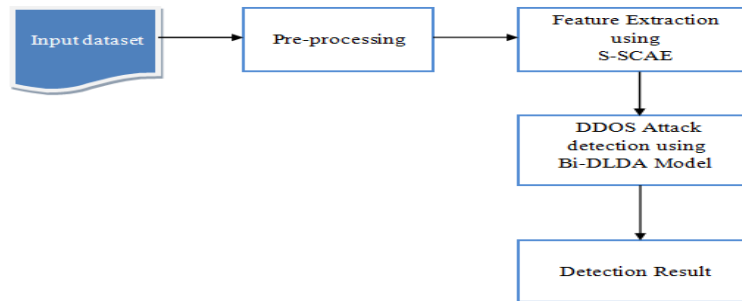 Input dataset
Pre-processing
Feature Extraction
using
S-SCAE
DDOS Attack
detection using
Bi-DLDA Model
Detection Result